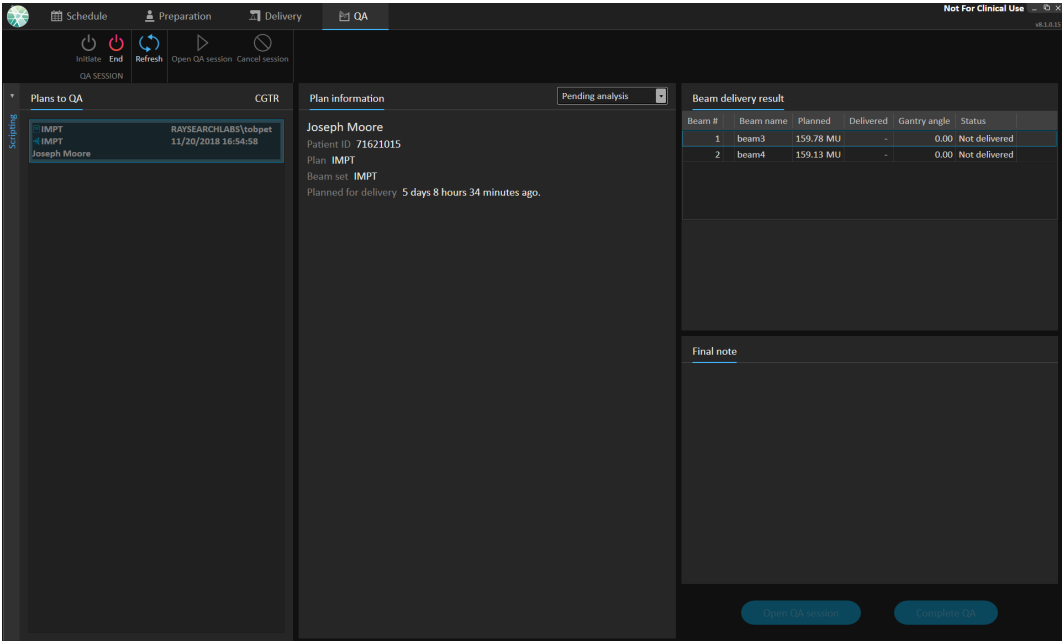 Schedule Preparation Delivery QA Not For Clinical Use
v8.1.0.15
Initiate End Refresh Open QA session Cancel session
QA SESSION
Scripting
Plans to QA CGTR
IMPT RAYSEARCHLABS\tobpet
IMPT 11/20/2018 16:54:58
Joseph Moore
Plan information Pending analysis
Joseph Moore
Patient ID 71621015
Plan IMPT
Beam set IMPT
Planned for delivery 5 days 8 hours 34 minutes ago.
Beam delivery result
Beam # Beam name Planned Delivered Gantry angle Status
1 beam3 159.78 MU - 0.00 Not delivered
2 beam4 159.13 MU - 0.00 Not delivered
Final note
Open QA session Complete QA